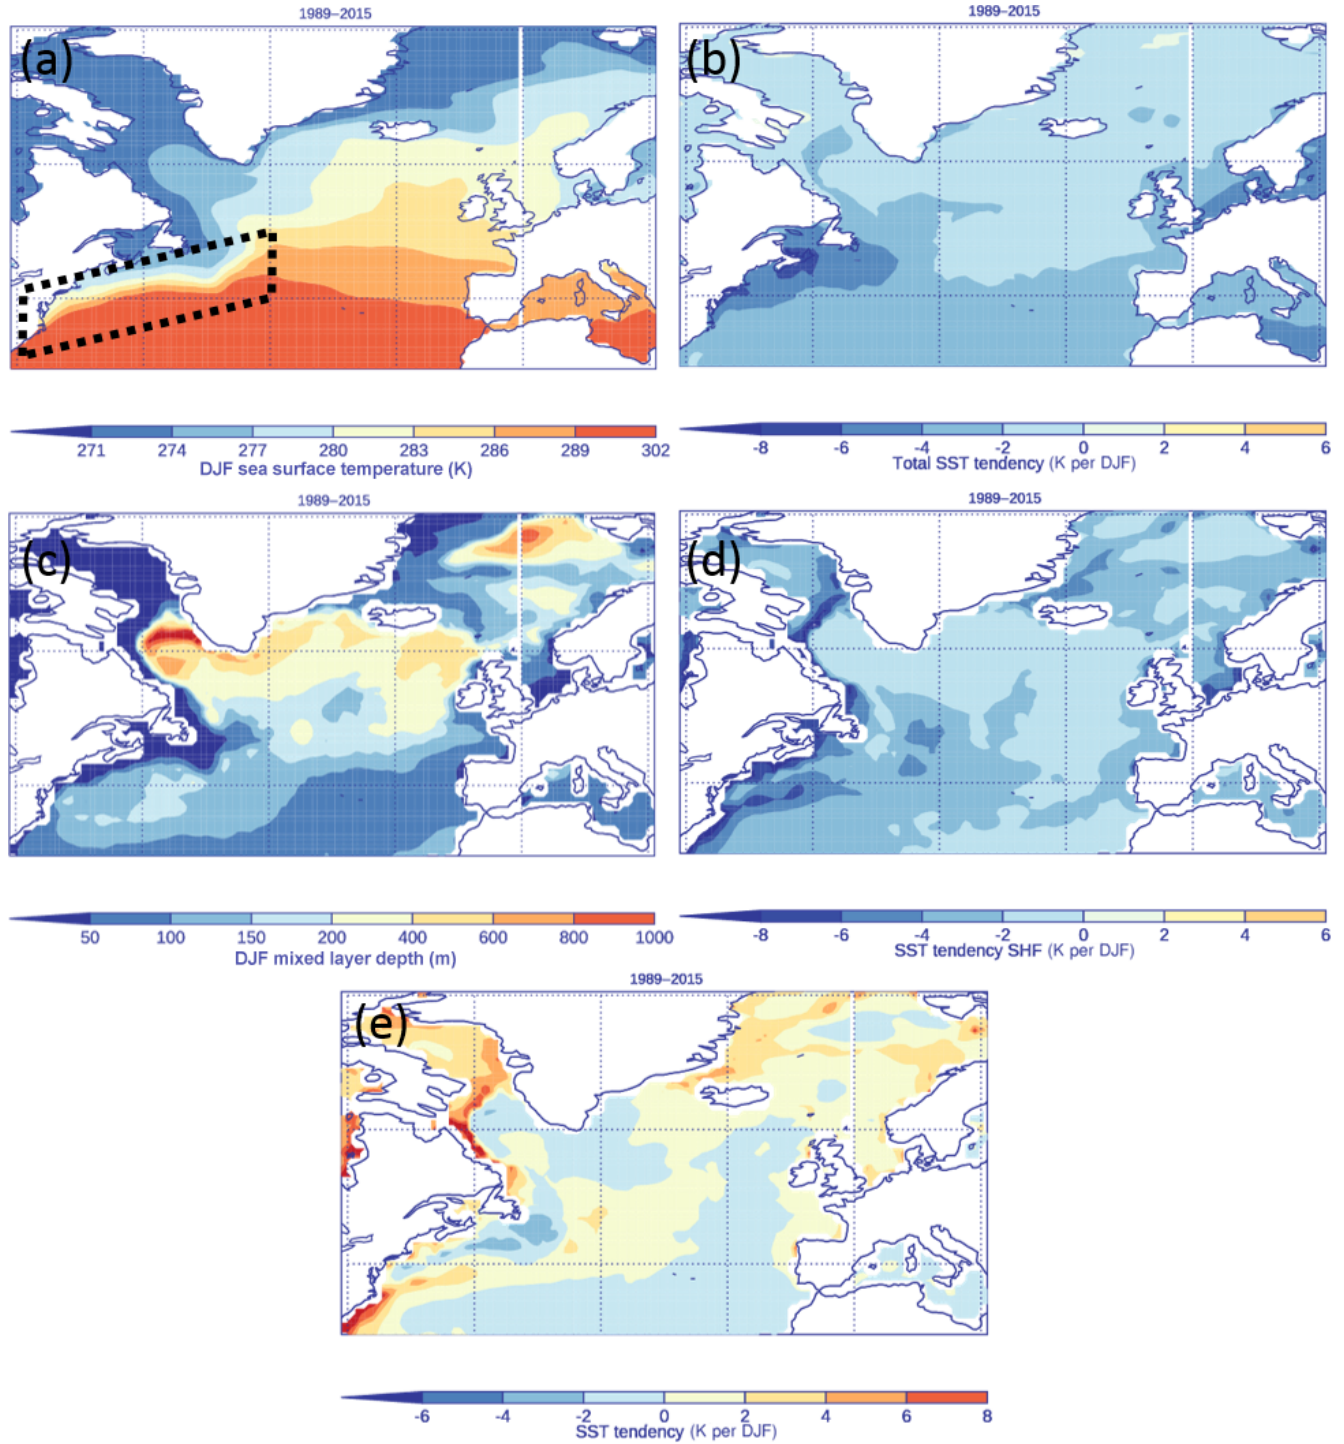 1989–2015
1989–2015
(a)
(b)
271 274 277 280 283 286 289 302
DJF sea surface temperature (K)
-8 -6 -4 -2 0 2 4 6
Total SST tendency (K per DJF)
1989–2015
1989–2015
(c)
(d)
50 100 150 200 400 600 800 1000
DJF mixed layer depth (m)
-8 -6 -4 -2 0 2 4 6
SST tendency SHF (K per DJF)
1989–2015
(e)
-6 -4 -2 0 2 4 6 8
SST tendency (K per DJF)